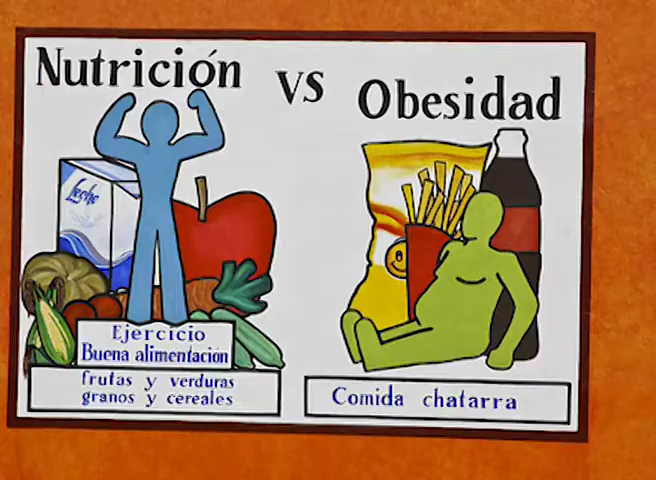 Nutrición vs Obesidad
Leche
Ejercicio
Buena alimentación
frutas y verduras
granos y cereales
Comida chatarra